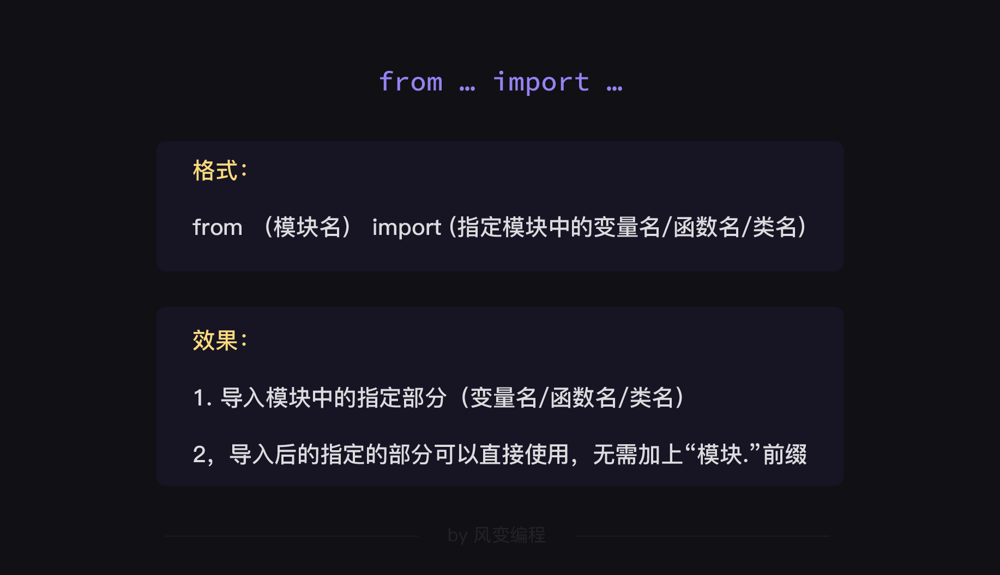 from … import …
格式：
from （模块名） import (指定模块中的变量名/函数名/类名)
效果：
1. 导入模块中的指定部分（变量名/函数名/类名）
2，导入后的指定的部分可以直接使用，无需加上“模块.”前缀
by 风变编程